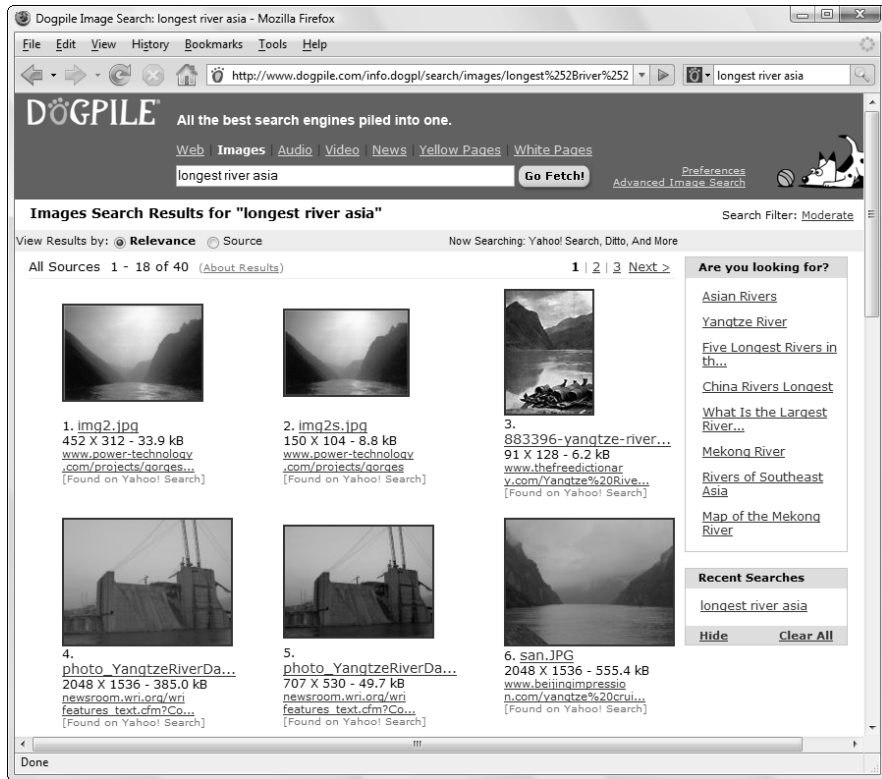 Dogpile Image Search: longest river asia - Mozilla Firefox
File Edit View History Bookmarks Tools Help
http://www.dogpile.com/info.dogpl/search/images/longest%252Briver%252
longest river asia
DÖGPILE
All the best search engines piled into one.
Web | Images | Audio | Video | News | Yellow Pages | White Pages
longest river asia
Go Fetch!
Preferences
Advanced Image Search
Images Search Results for "longest river asia"
Search Filter: Moderate
View Results by: Relevance Source
Now Searching: Yahoo! Search, Ditto, And More
All Sources 1 - 18 of 40 (About Results)
1 | 2 | 3 Next >
1. img2.jpg
452 X 312 - 33.9 kB
www.power-technology
.com/projects/gorges...
[Found on Yahoo! Search]
2. img2s.jpg
150 X 104 - 8.8 kB
www.power-technology
.com/projects/gorges
[Found on Yahoo! Search]
3.
883396-yangtze-river...
91 X 128 - 6.2 kB
www.thefreedictionar
y.com/Yangtze%20Rive...
[Found on Yahoo! Search]
4.
photo_YangtzeRiverDa...
2048 X 1536 - 385.0 kB
newsroom.wri.org/wri
features_text.cfm?Co...
[Found on Yahoo! Search]
5.
photo_YangtzeRiverDa...
707 X 530 - 49.7 kB
newsroom.wri.org/wri
features_text.cfm?Co...
[Found on Yahoo! Search]
6. san.JPG
2048 X 1536 - 555.4 kB
www.beijingimpressio
n.com/yangtze%20crui...
[Found on Yahoo! Search]
Are you looking for?
Asian Rivers
Yangtze River
Five Longest Rivers in
th...
China Rivers Longest
What Is the Largest
River...
Mekong River
Rivers of Southeast
Asia
Map of the Mekong
River
Recent Searches
longest river asia
Hide Clear All
Done